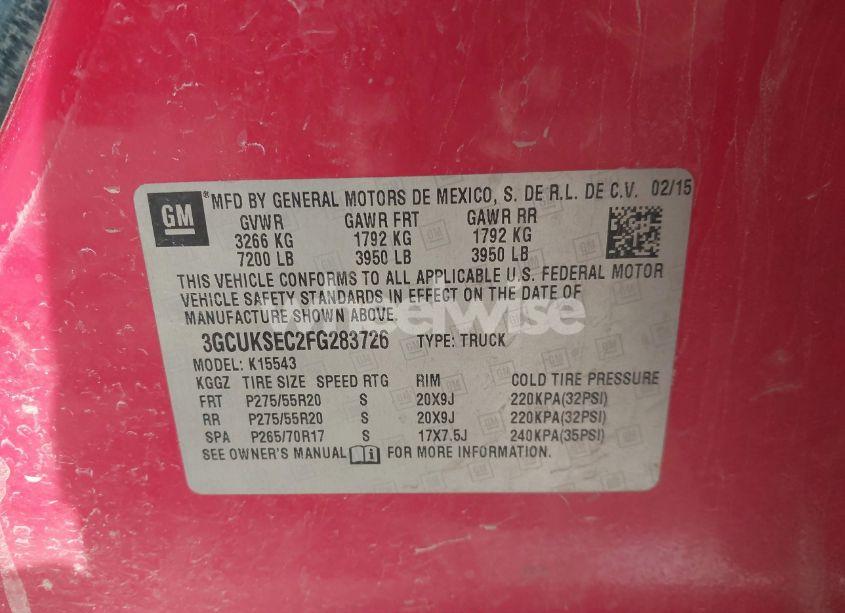 GM ® MFD BY GENERAL MOTORS DE MEXICO, S. DE R.L. DE C.V. 02/15
GVWR GAWR FRT GAWR RR
3266 KG 1792 KG 1792 KG
7200 LB 3950 LB 3950 LB
THIS VEHICLE CONFORMS TO ALL APPLICABLE U.S. FEDERAL MOTOR
VEHICLE SAFETY STANDARDS IN EFFECT ON THE DATE OF
MANUFACTURE SHOWN ABOVE.
wheelwise
3GCUKSEC2FG283726 TYPE: TRUCK
MODEL: K15543
KGGZ TIRE SIZE SPEED RTG RIM COLD TIRE PRESSURE
FRT P275/55R20 S 20X9J 220KPA(32PSI)
RR P275/55R20 S 20X9J 220KPA(32PSI)
SPA P265/70R17 S 17X7.5J 240KPA(35PSI)
SEE OWNER'S MANUAL FOR MORE INFORMATION.